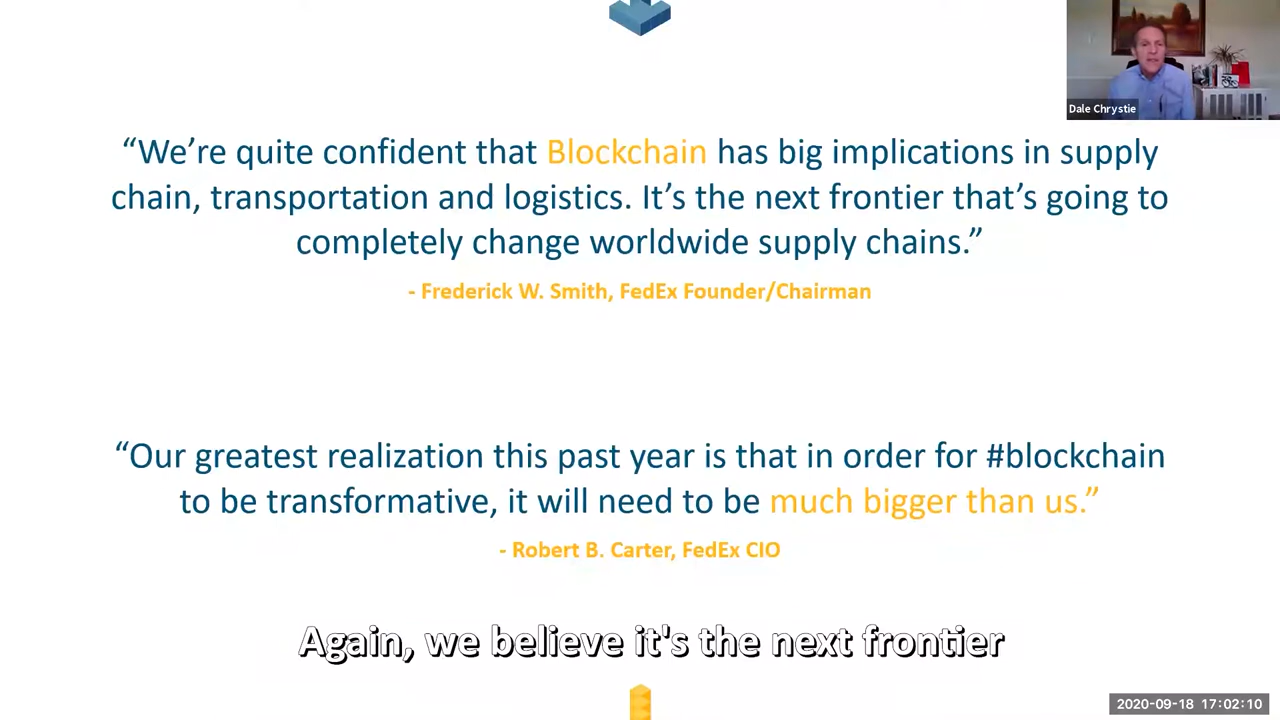 Dale Chrystie
“We’re quite confident that Blockchain has big implications in supply
chain, transportation and logistics. It’s the next frontier that’s going to
completely change worldwide supply chains.”
- Frederick W. Smith, FedEx Founder/Chairman
“Our greatest realization this past year is that in order for #blockchain
to be transformative, it will need to be much bigger than us.”
- Robert B. Carter, FedEx CIO
Again, we believe it's the next frontier
2020-09-18 17:02:10